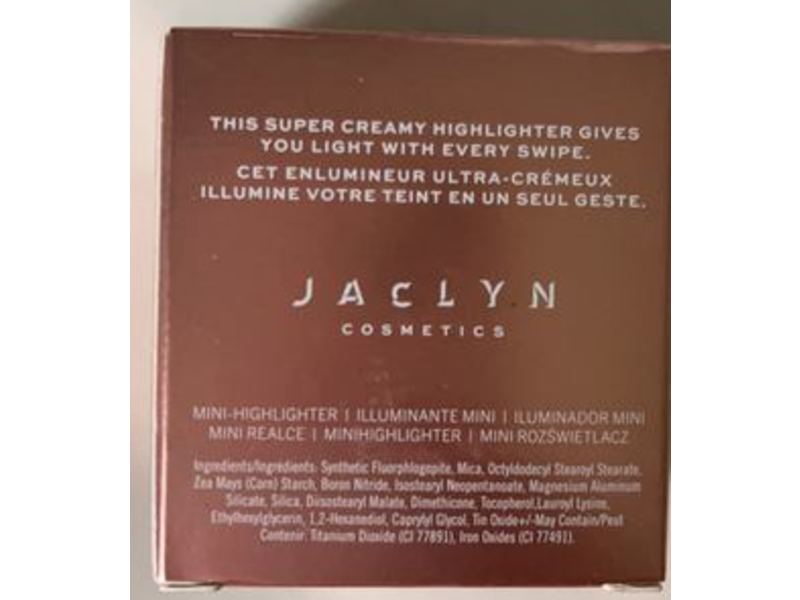 THIS SUPER CREAMY HIGHLIGHTER GIVES
YOU LIGHT WITH EVERY SWIPE.
CET ENLUMINEUR ULTRA-CRÉMEUX
ILLUMINE VOTRE TEINT EN UN SEUL GESTE.
JACLYN
COSMETICS
MINI-HIGHLIGHTER | ILLUMINANTE MINI | ILUMINADOR MINI
MINI REALCE | MINIHIGHLIGHTER | MINI ROZŚWIETLACZ
Ingredients/Ingrédients: Synthetic Fluorphlogopite, Mica, Octyldodecyl Stearoyl Stearate,
Zea Mays (Corn) Starch, Boron Nitride, Isostearyl Neopentanoate, Magnesium Aluminum
Silicate, Silica, Diisostearyl Malate, Dimethicone, Tocopherol,Lauroyl Lysine,
Ethylhexylglycerin, 1,2-Hexanediol, Caprylyl Glycol, Tin Oxide+/-May Contain/Peut
Contenir: Titanium Dioxide (CI 77891), Iron Oxides (CI 77491).